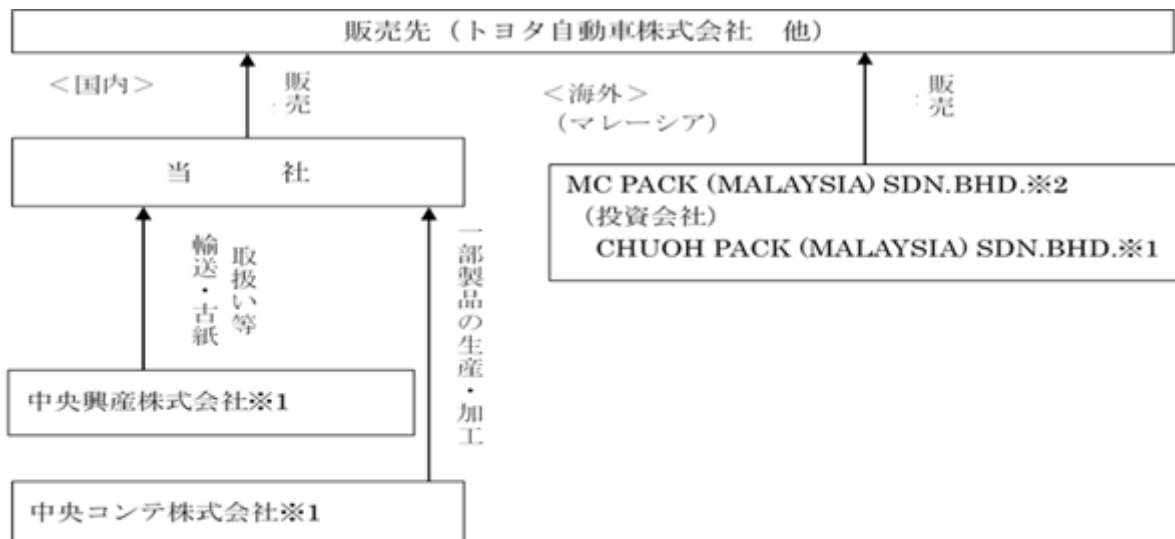 販売先（トヨタ自動車株式会社　他）
＜国内＞
販売
＜海外＞
（マレーシア）
販売
当　　社
MC PACK (MALAYSIA) SDN.BHD.※2
（投資会社）
CHUOH PACK (MALAYSIA) SDN.BHD.※1
輸送・古紙
取扱い等
一部製品の生産・加工
中央興産株式会社※1
中央コンテ株式会社※1